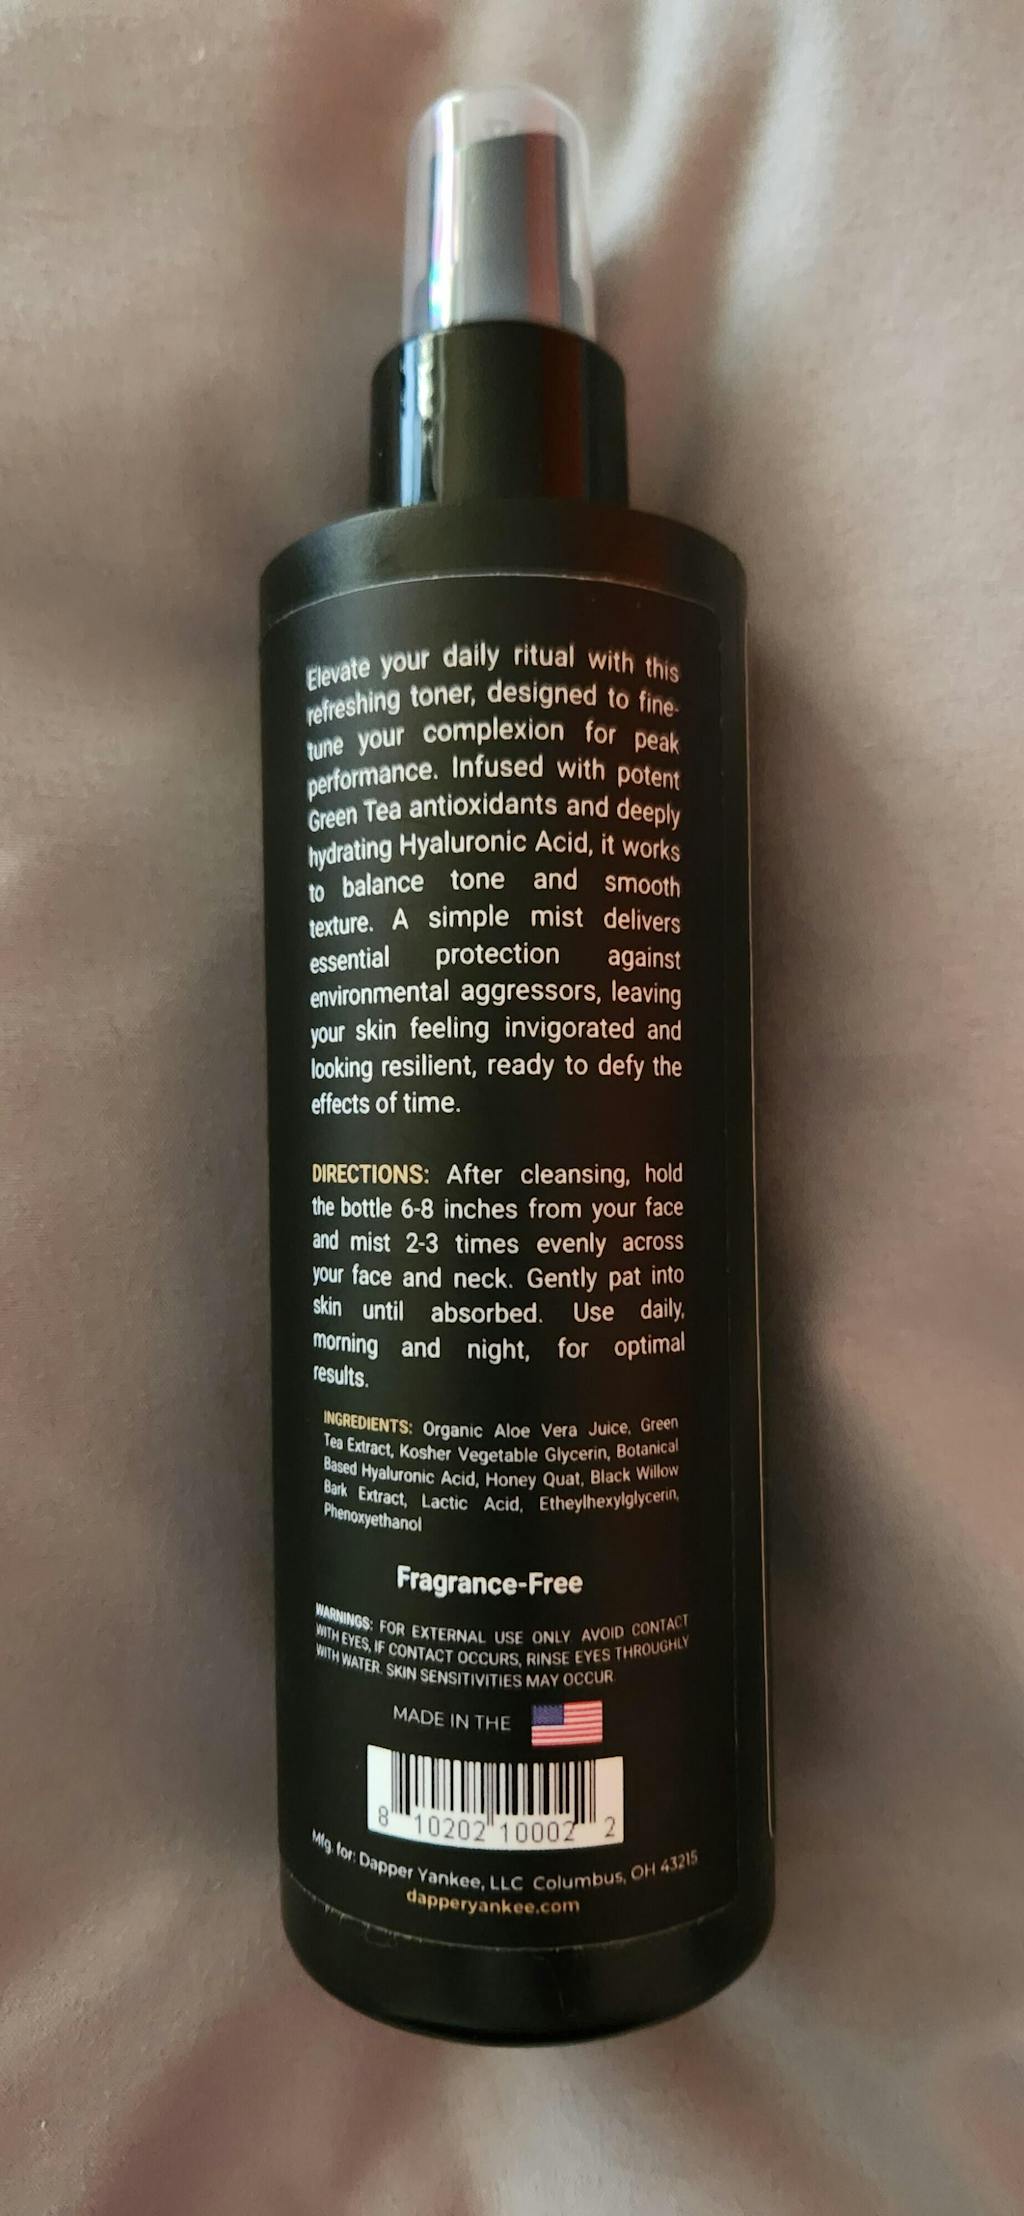 Elevate your daily ritual with this
refreshing toner, designed to fine-
tune your complexion for peak
performance. Infused with potent
Green Tea antioxidants and deeply
hydrating Hyaluronic Acid, it works
to balance tone and smooth
texture. A simple mist delivers
essential protection against
environmental aggressors, leaving
your skin feeling invigorated and
looking resilient, ready to defy the
effects of time.
DIRECTIONS: After cleansing, hold
the bottle 6-8 inches from your face
and mist 2-3 times evenly across
your face and neck. Gently pat into
skin until absorbed. Use daily,
morning and night, for optimal
results.
INGREDIENTS: Organic Aloe Vera Juice, Green
Tea Extract, Kosher Vegetable Glycerin, Botanical
Based Hyaluronic Acid, Honey Quat, Black Willow
Bark Extract, Lactic Acid, Etheylhexylglycerin,
Phenoxyethanol
Fragrance-Free
WARNINGS: FOR EXTERNAL USE ONLY. AVOID CONTACT
WITH EYES, IF CONTACT OCCURS, RINSE EYES THROUGHLY
WITH WATER. SKIN SENSITIVITIES MAY OCCUR.
MADE IN THE
8 10202 10002 2
Mfg. for: Dapper Yankee, LLC Columbus, OH 43215
dapperyankee.com